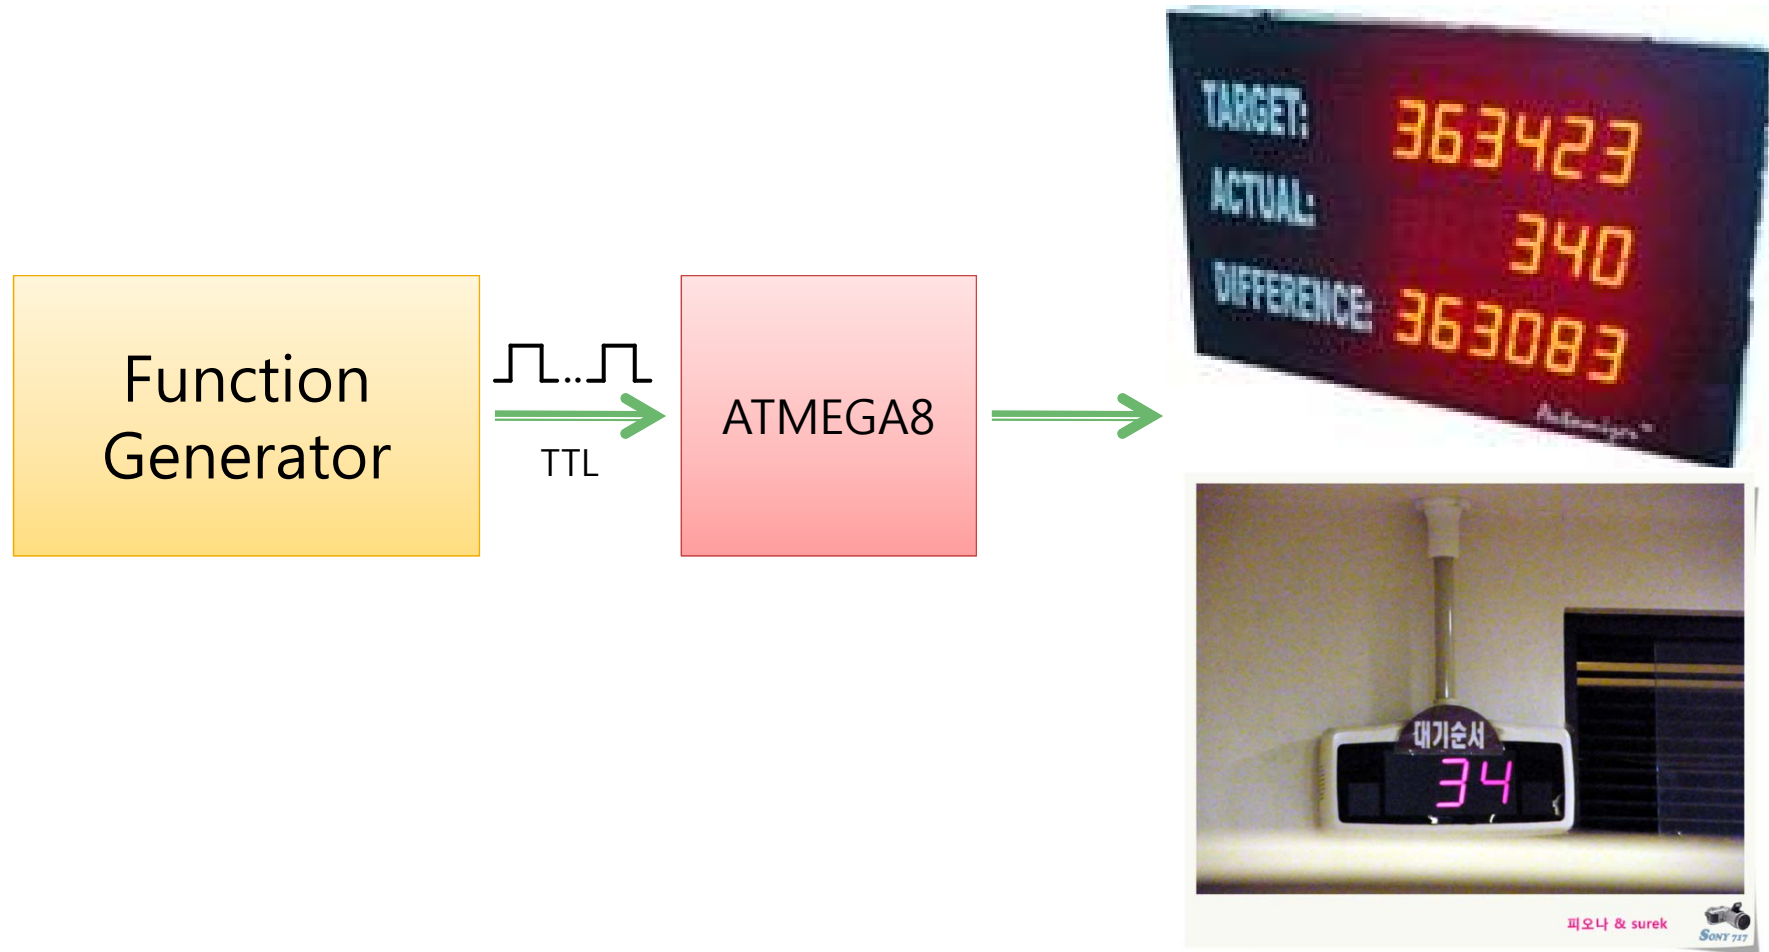 Function
Generator
TTL
ATMEGA8
TARGET: 363423
ACTUAL: 340
DIFFERENCE: 363083
대기순서
34
피오나 & surek
SONY 717